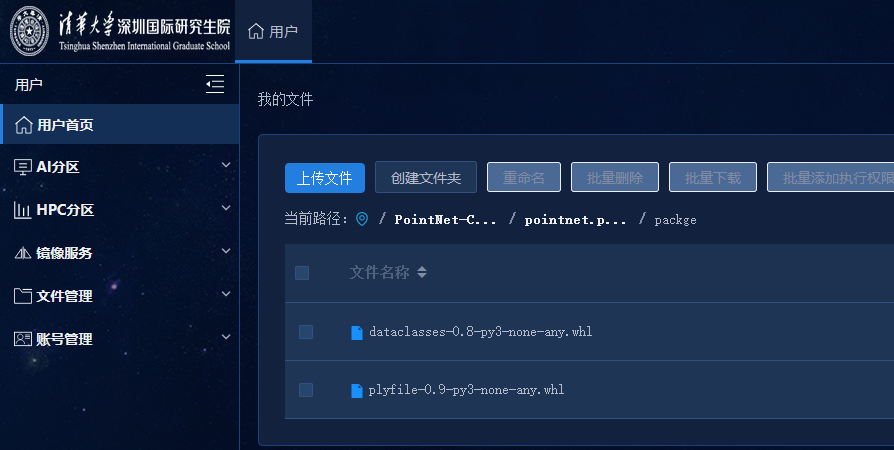 清华大学深圳国际研究生院
Tsinghua Shenzhen International Graduate School
用户
用户
用户首页
AI分区
HPC分区
镜像服务
文件管理
账号管理
我的文件
上传文件 创建文件夹 重命名 批量删除 批量下载 批量添加执行权限
当前路径： / PointNet-C... / pointnet.p... / packge
文件名称
dataclasses-0.8-py3-none-any.whl
plyfile-0.9-py3-none-any.whl